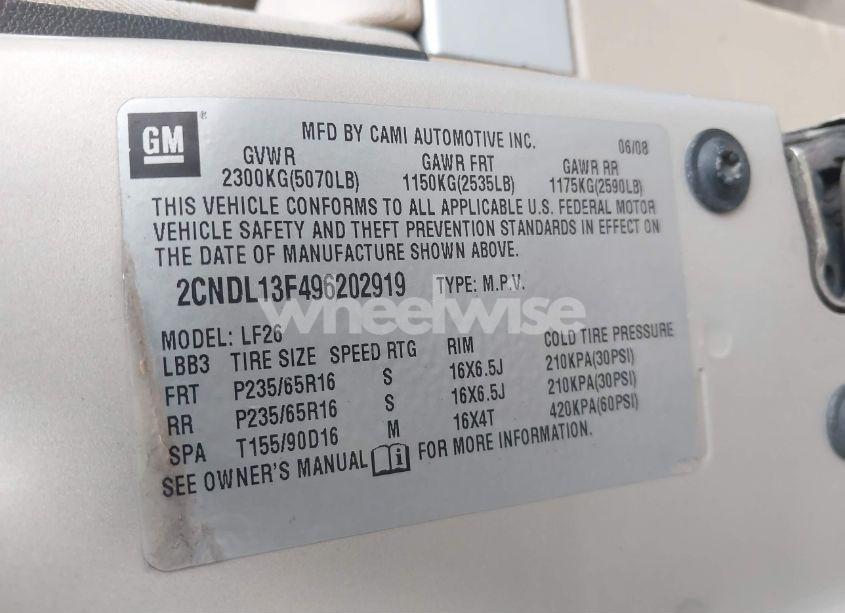 GM ®
MFD BY CAMI AUTOMOTIVE INC. 06/08
GVWR GAWR FRT GAWR RR
2300KG(5070LB) 1150KG(2535LB) 1175KG(2590LB)
THIS VEHICLE CONFORMS TO ALL APPLICABLE U.S. FEDERAL MOTOR
VEHICLE SAFETY AND THEFT PREVENTION STANDARDS IN EFFECT ON
THE DATE OF MANUFACTURE SHOWN ABOVE.
2CNDL13F496202919 TYPE: M.P.V.
wheelwise
MODEL: LF26
LBB3 TIRE SIZE SPEED RTG RIM COLD TIRE PRESSURE
FRT P235/65R16 S 16X6.5J 210KPA(30PSI)
RR P235/65R16 S 16X6.5J 210KPA(30PSI)
SPA T155/90D16 M 16X4T 420KPA(60PSI)
SEE OWNER'S MANUAL i FOR MORE INFORMATION.